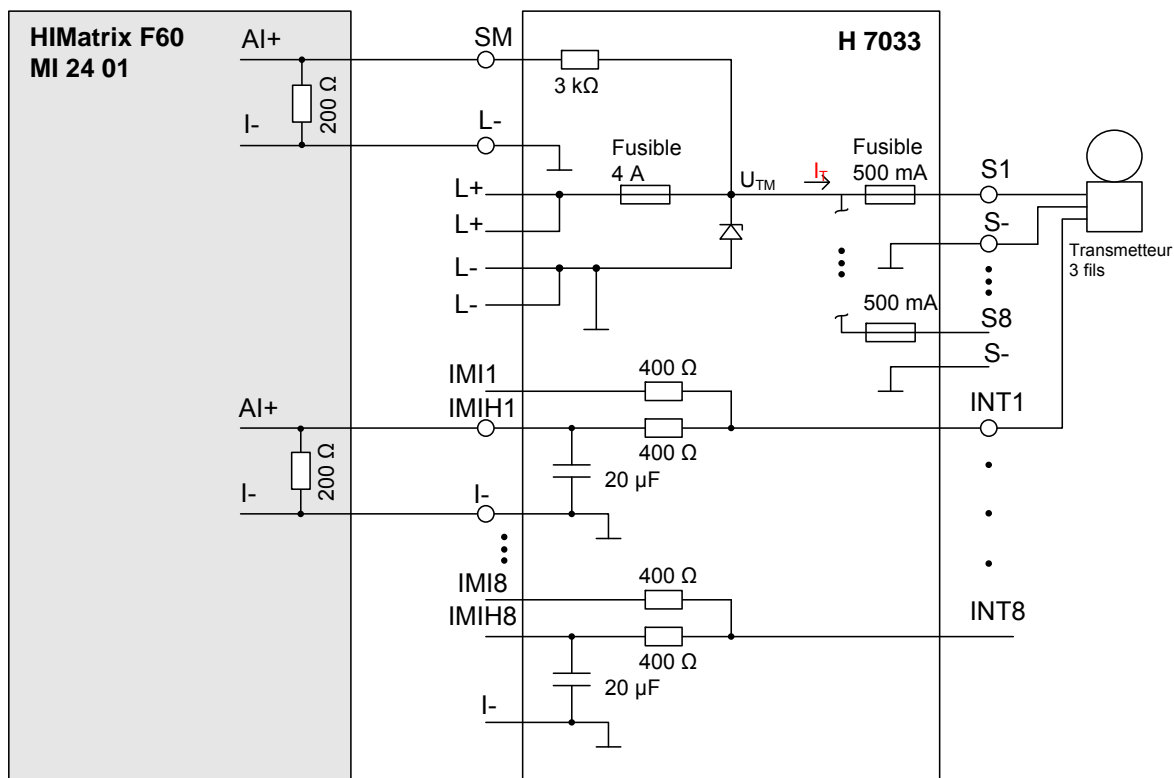 HIMatrix F60
MI 24 01
AI+
200 Ω
I-
SM
3 kΩ
H 7033
L-
Fusible
4 A
L+
L+
L-
L-
U_TM
I_T
Fusible
500 mA
S1
S-
Transmetteur
3 fils
500 mA
S8
S-
IMI1
400 Ω
AI+
IMIH1
400 Ω
INT1
200 Ω
20 µF
I-
I-
IMI8
400 Ω
IMIH8
400 Ω
INT8
20 µF
I-